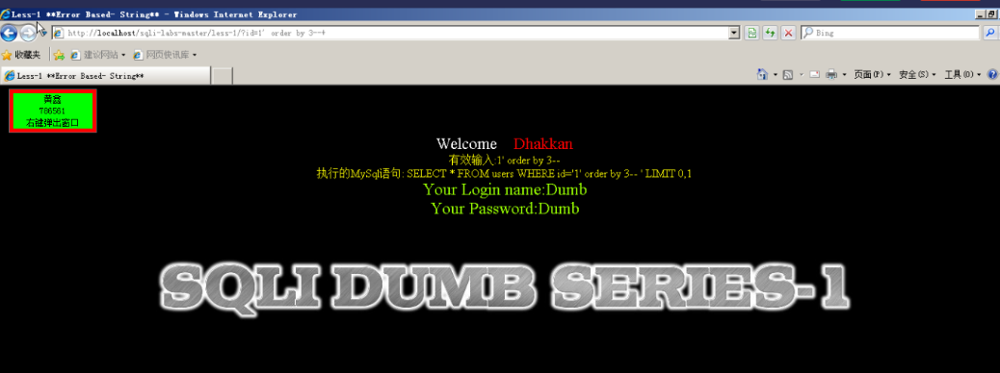 Less-1 **Error Based- String** - Windows Internet Explorer
http://localhost/sqli-labs-master/less-1/?id=1' order by 3--+
Bing
收藏夹 建议网站 网页快讯库
Less-1 **Error Based- String**
页面(P) 安全(S) 工具(O)
黄鑫
786581
右键弹出窗口
Welcome Dhakkan
有效输入:1' order by 3--
执行的MySql语句: SELECT * FROM users WHERE id='1' order by 3-- ' LIMIT 0,1
Your Login name:Dumb
Your Password:Dumb
SQLI DUMB SERIES-1